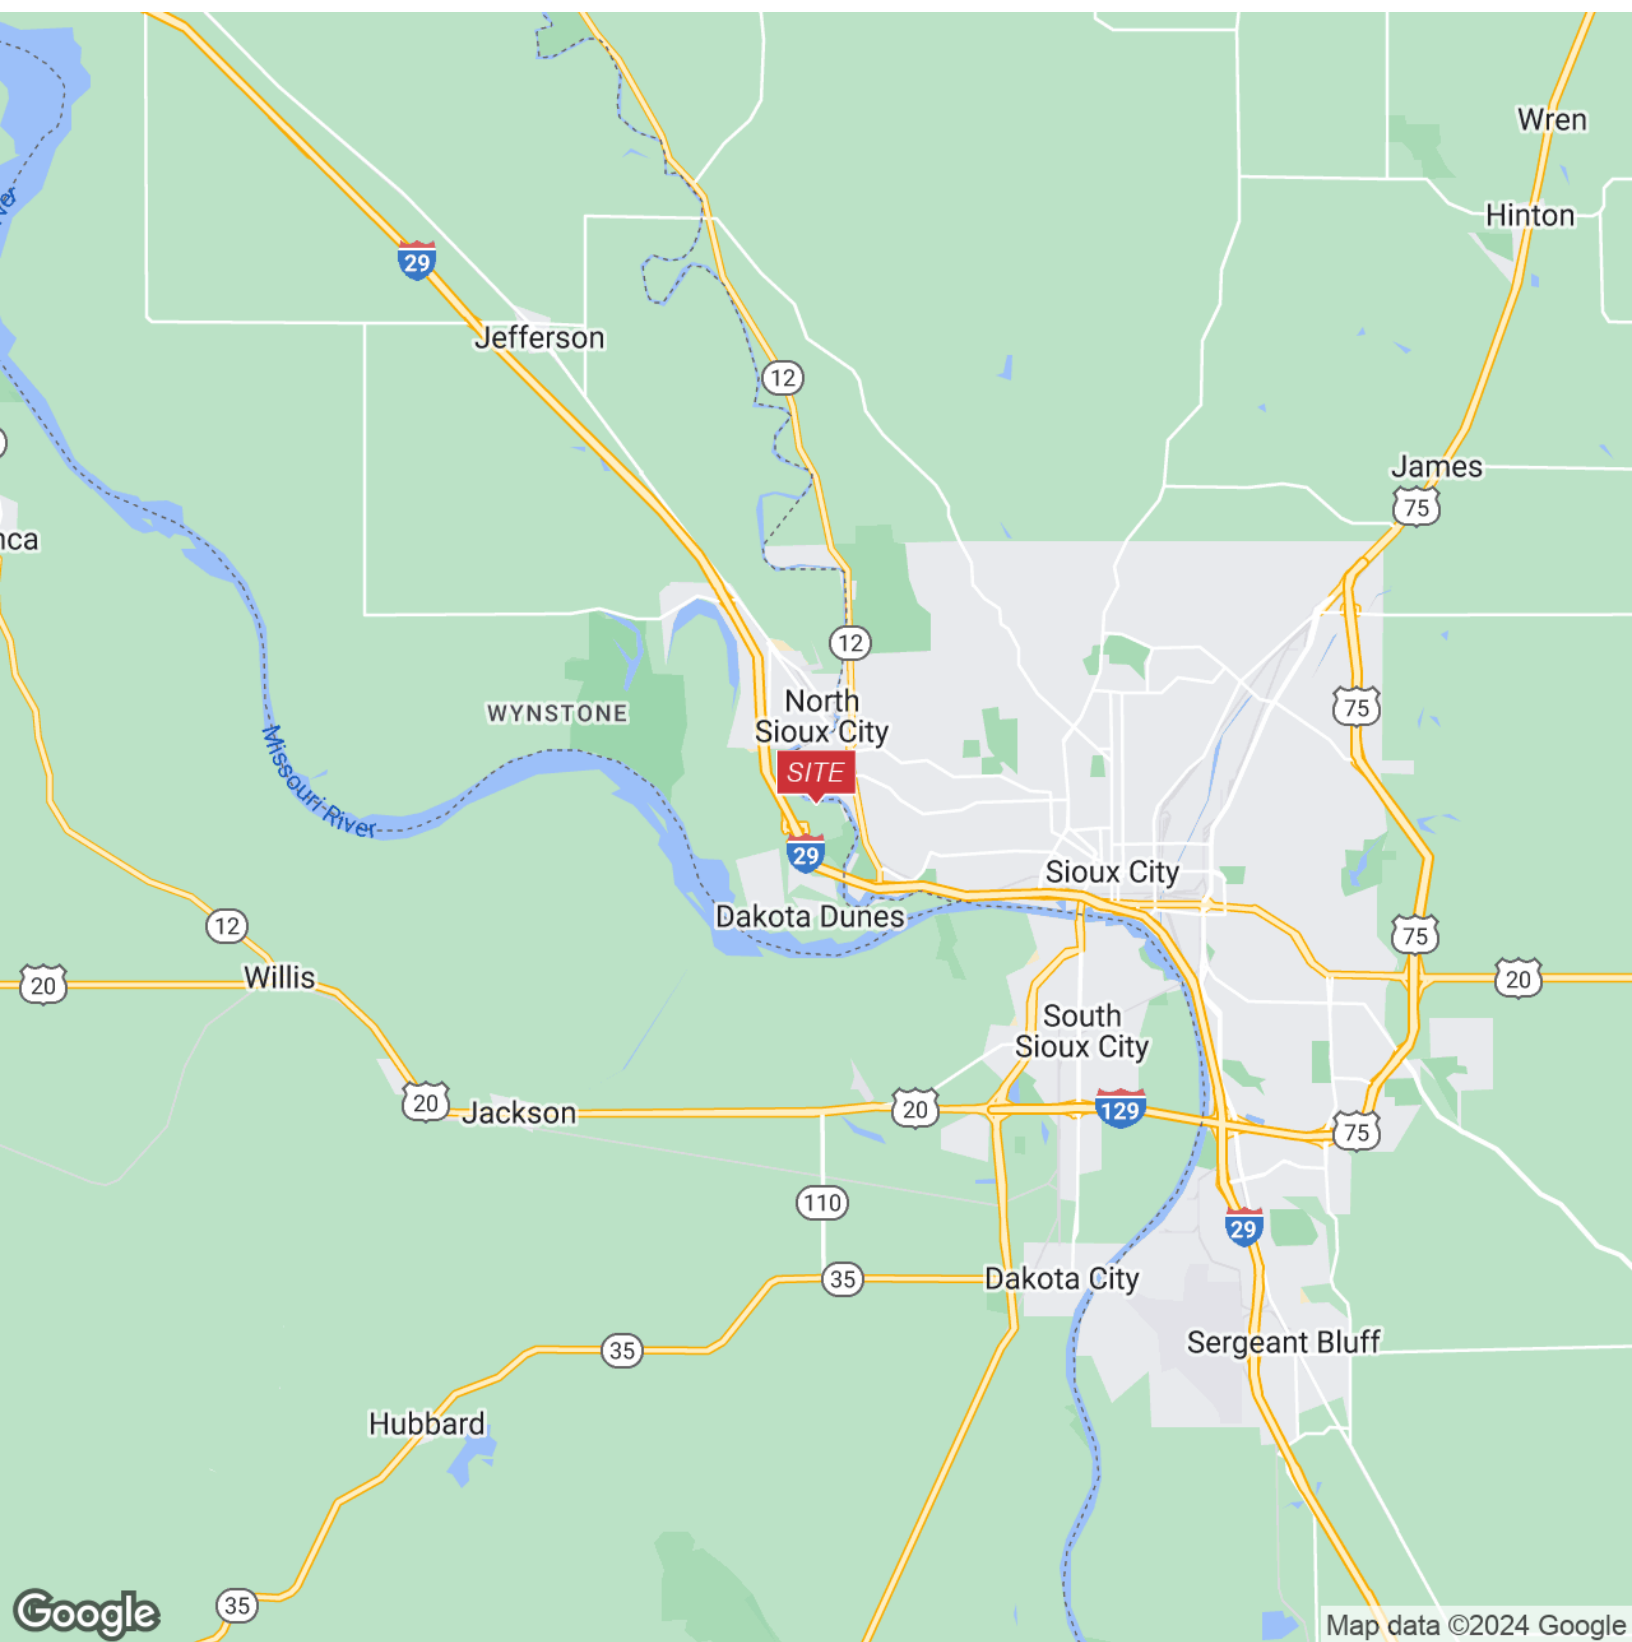 Wren
Hinton
29
Jefferson
12
James
75
12
75
WYNSTONE
North
Sioux City
SITE
Missouri River
29
Sioux City
Dakota Dunes
12
75
Willis
20
20
South
Sioux City
20
Jackson
20
129
75
110
29
35
Dakota City
35
Sergeant Bluff
Hubbard
35
Google
Map data ©2024 Google